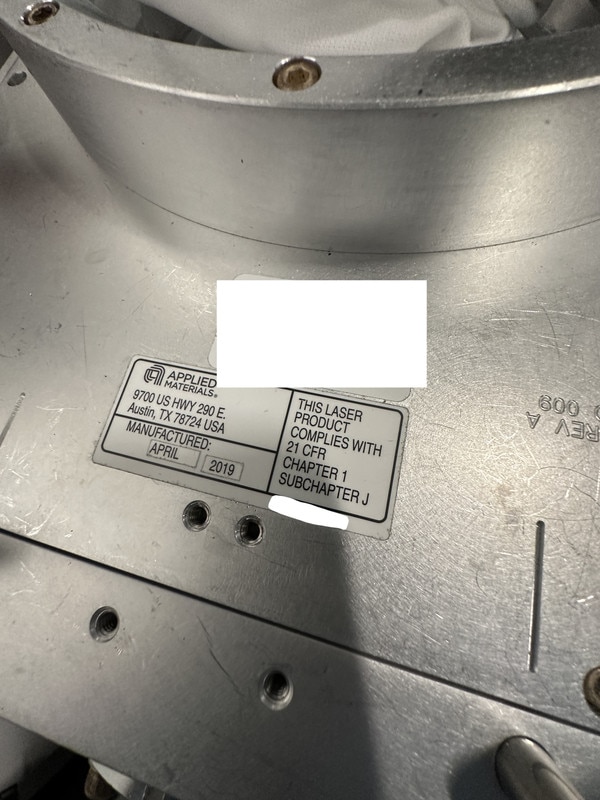 APPLIED
MATERIALS®
9700 US HWY 290 E.
Austin, TX 78724 USA
MANUFACTURED:
APRIL 2019
THIS LASER
PRODUCT
COMPLIES WITH
21 CFR
CHAPTER 1
SUBCHAPTER J
009
REV A